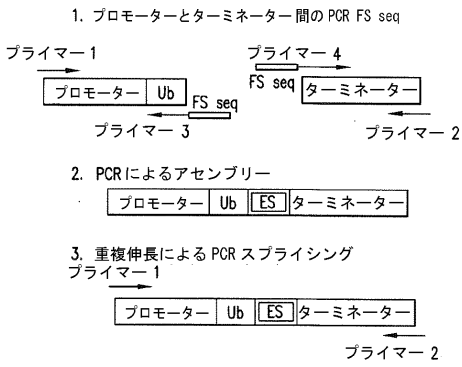 1. プロモーターとターミネーター間のPCR FS seq
プライマー1
プライマー4
FS seq
プロモーター Ub
FS seq
ターミネーター
プライマー3
プライマー2
2. PCRによるアセンブリー
プロモーター Ub ES ターミネーター
3. 重複伸長によるPCRスプライシング
プライマー1
プロモーター Ub ES ターミネーター
プライマー2